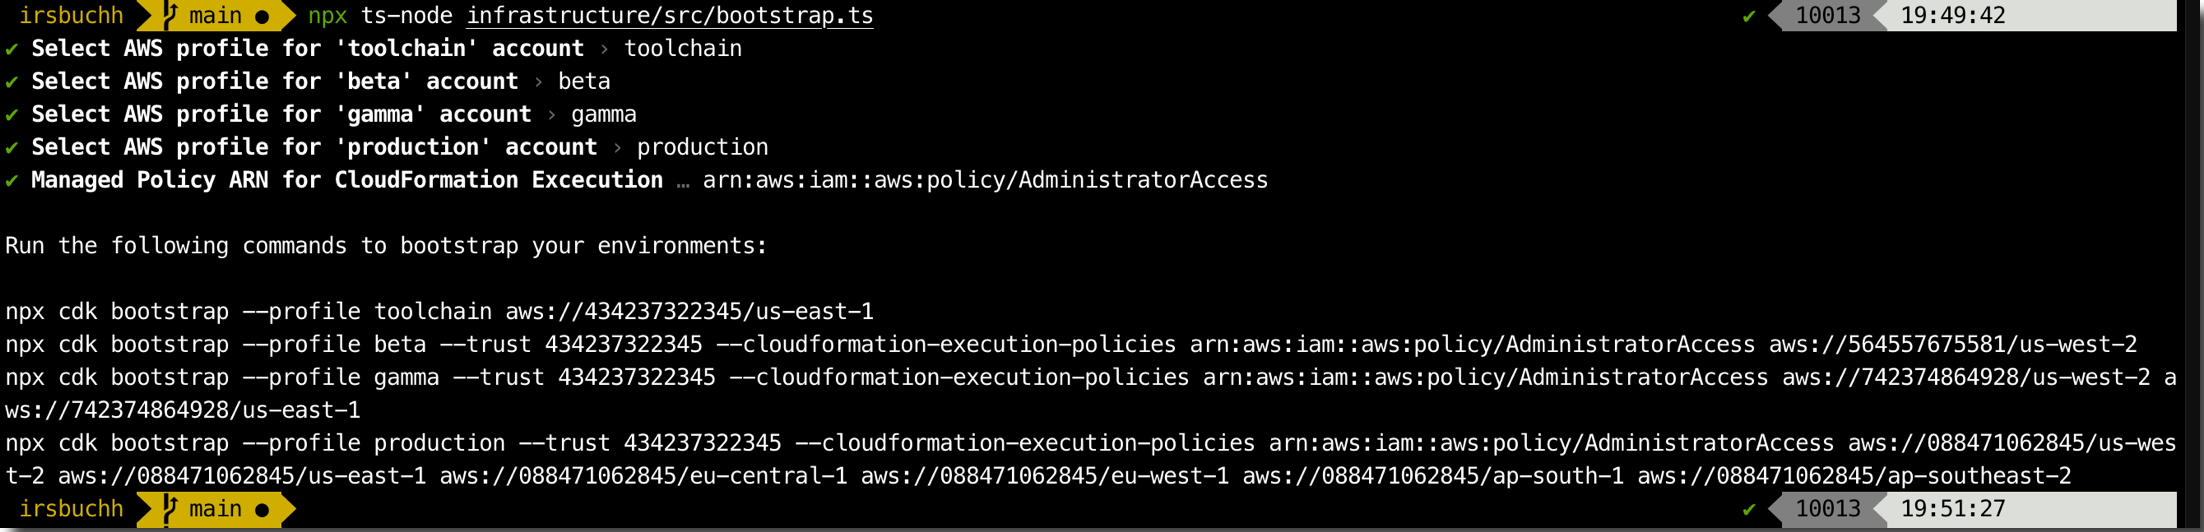 irsbuchh main ● npx ts-node infrastructure/src/bootstrap.ts ✔ 10013 19:49:42
✔ Select AWS profile for 'toolchain' account › toolchain
✔ Select AWS profile for 'beta' account › beta
✔ Select AWS profile for 'gamma' account › gamma
✔ Select AWS profile for 'production' account › production
✔ Managed Policy ARN for CloudFormation Excecution … arn:aws:iam::aws:policy/AdministratorAccess
Run the following commands to bootstrap your environments:
npx cdk bootstrap --profile toolchain aws://434237322345/us-east-1
npx cdk bootstrap --profile beta --trust 434237322345 --cloudformation-execution-policies arn:aws:iam::aws:policy/AdministratorAccess aws://564557675581/us-west-2
npx cdk bootstrap --profile gamma --trust 434237322345 --cloudformation-execution-policies arn:aws:iam::aws:policy/AdministratorAccess aws://742374864928/us-west-2 a
ws://742374864928/us-east-1
npx cdk bootstrap --profile production --trust 434237322345 --cloudformation-execution-policies arn:aws:iam::aws:policy/AdministratorAccess aws://088471062845/us-wes
t-2 aws://088471062845/us-east-1 aws://088471062845/eu-central-1 aws://088471062845/eu-west-1 aws://088471062845/ap-south-1 aws://088471062845/ap-southeast-2
irsbuchh main ● ✔ 10013 19:51:27